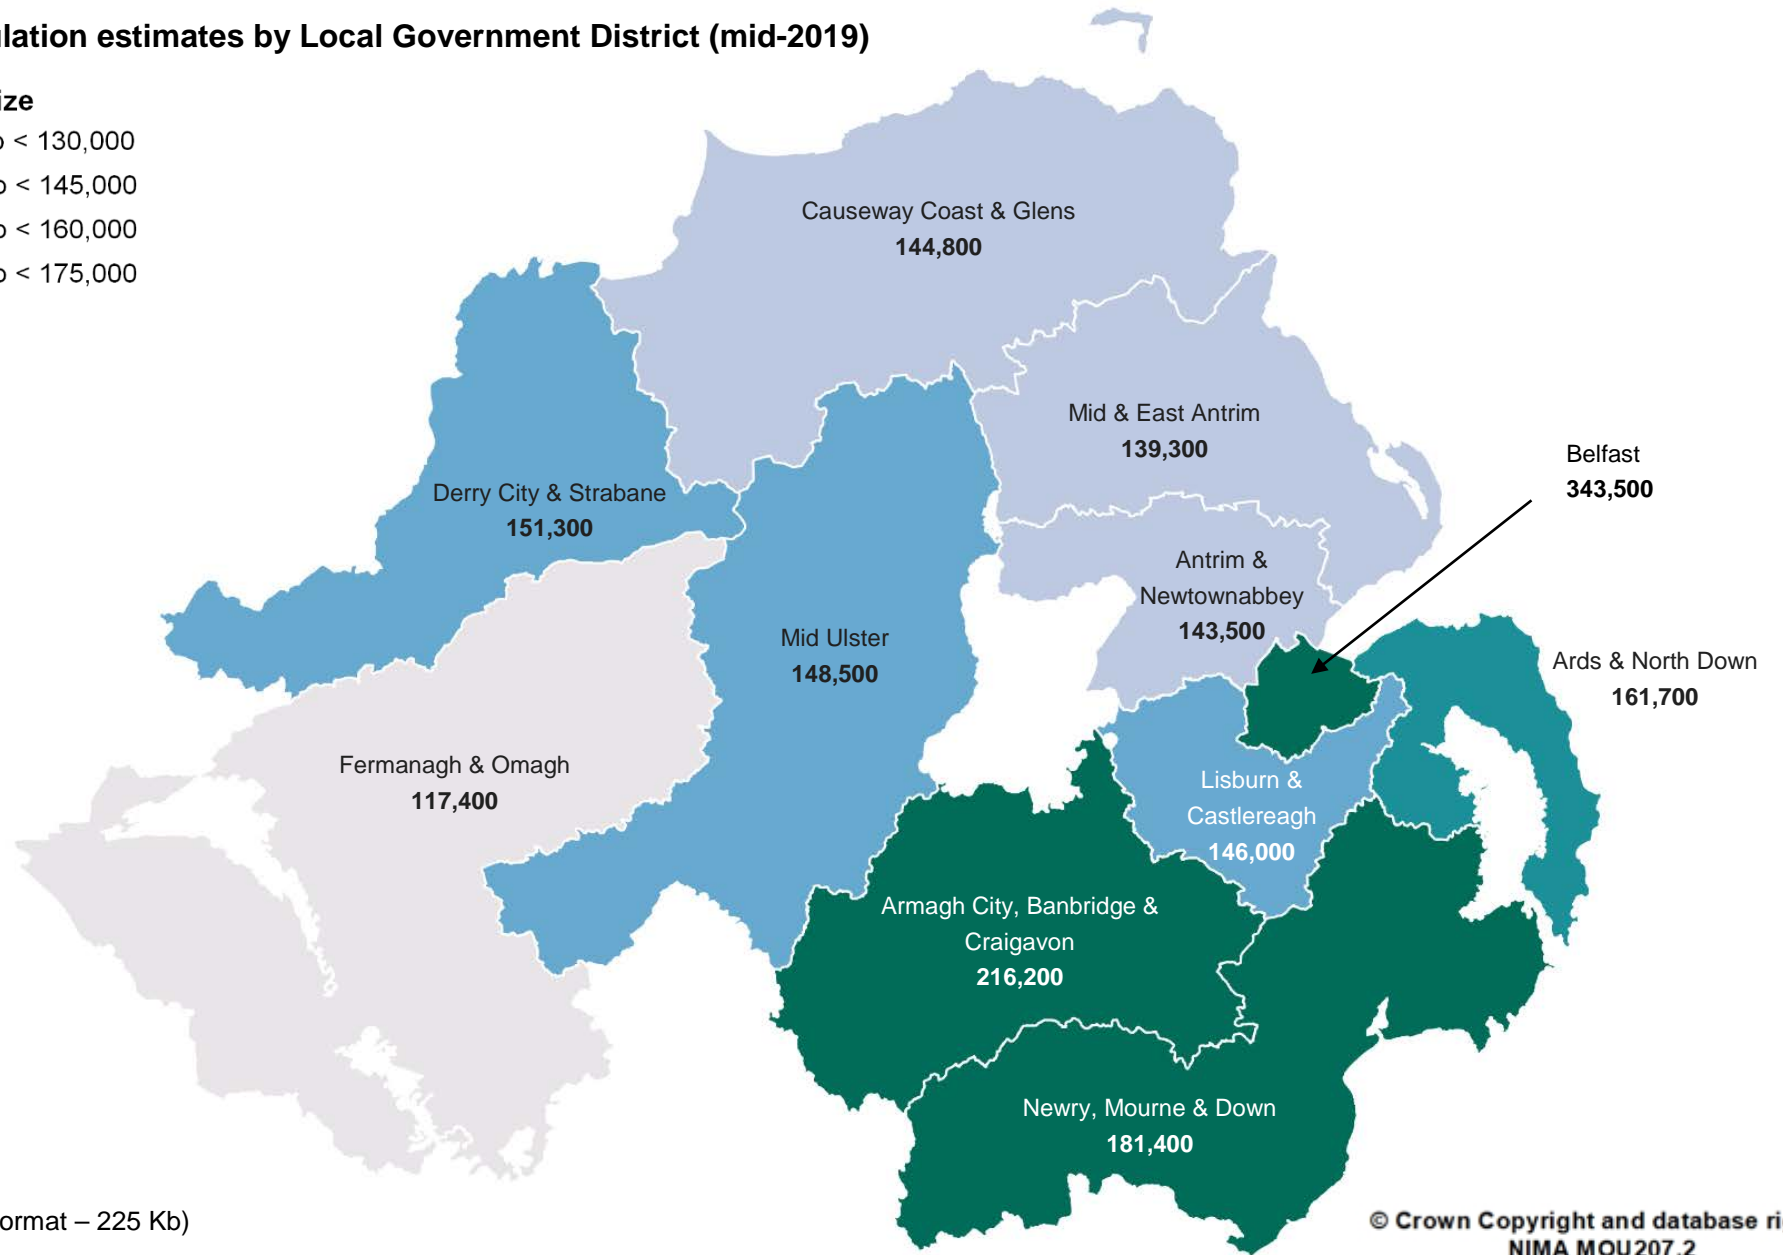 ulation estimates by Local Government District (mid-2019)
ize
< 130,000
< 145,000
< 160,000
< 175,000
Causeway Coast & Glens
144,800
Mid & East Antrim
139,300
Belfast
343,500
Derry City & Strabane
151,300
Antrim &
Newtownabbey
143,500
Mid Ulster
148,500
Ards & North Down
161,700
Fermanagh & Omagh
117,400
Lisburn &
Castlereagh
146,000
Armagh City, Banbridge &
Craigavon
216,200
Newry, Mourne & Down
181,400
ormat – 225 Kb)
© Crown Copyright and database ri
NIMA MOU207.2